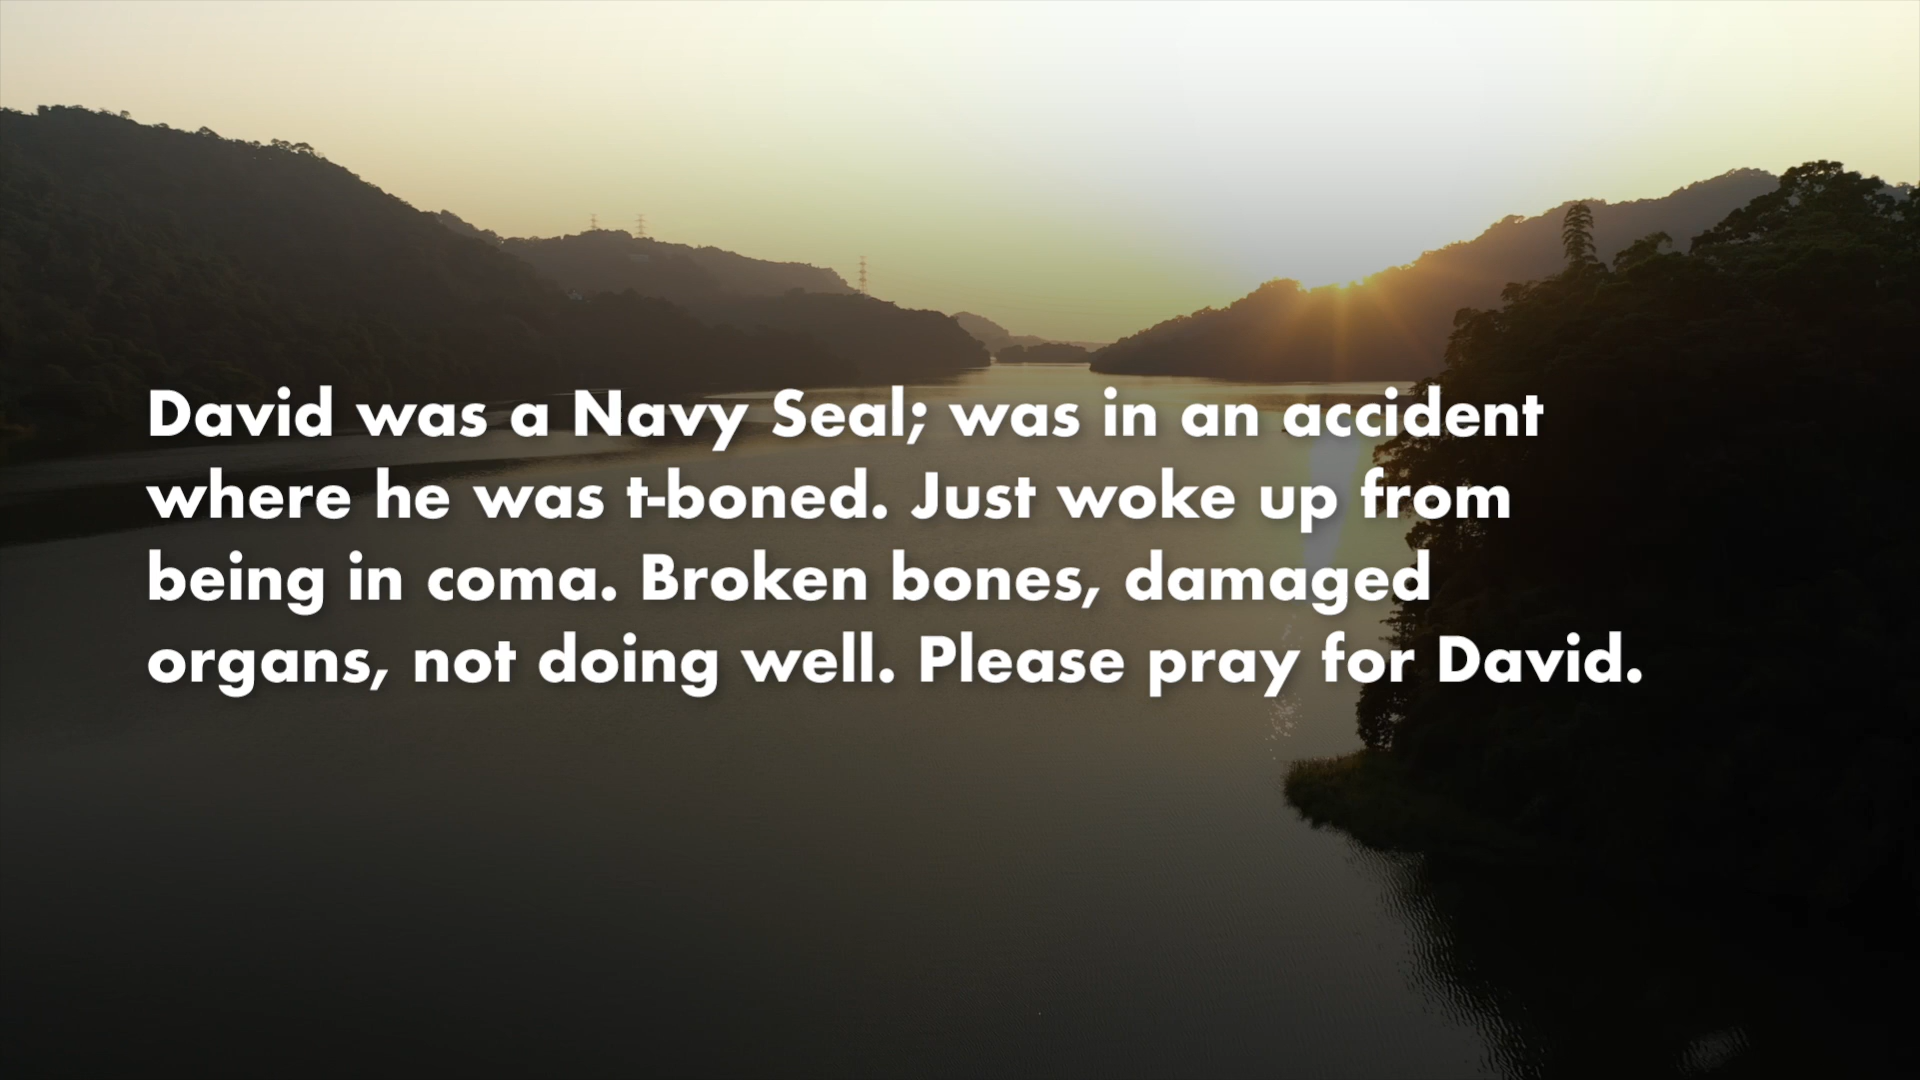 David was a Navy Seal; was in an accident
where he was t-boned. Just woke up from
being in coma. Broken bones, damaged
organs, not doing well. Please pray for David.